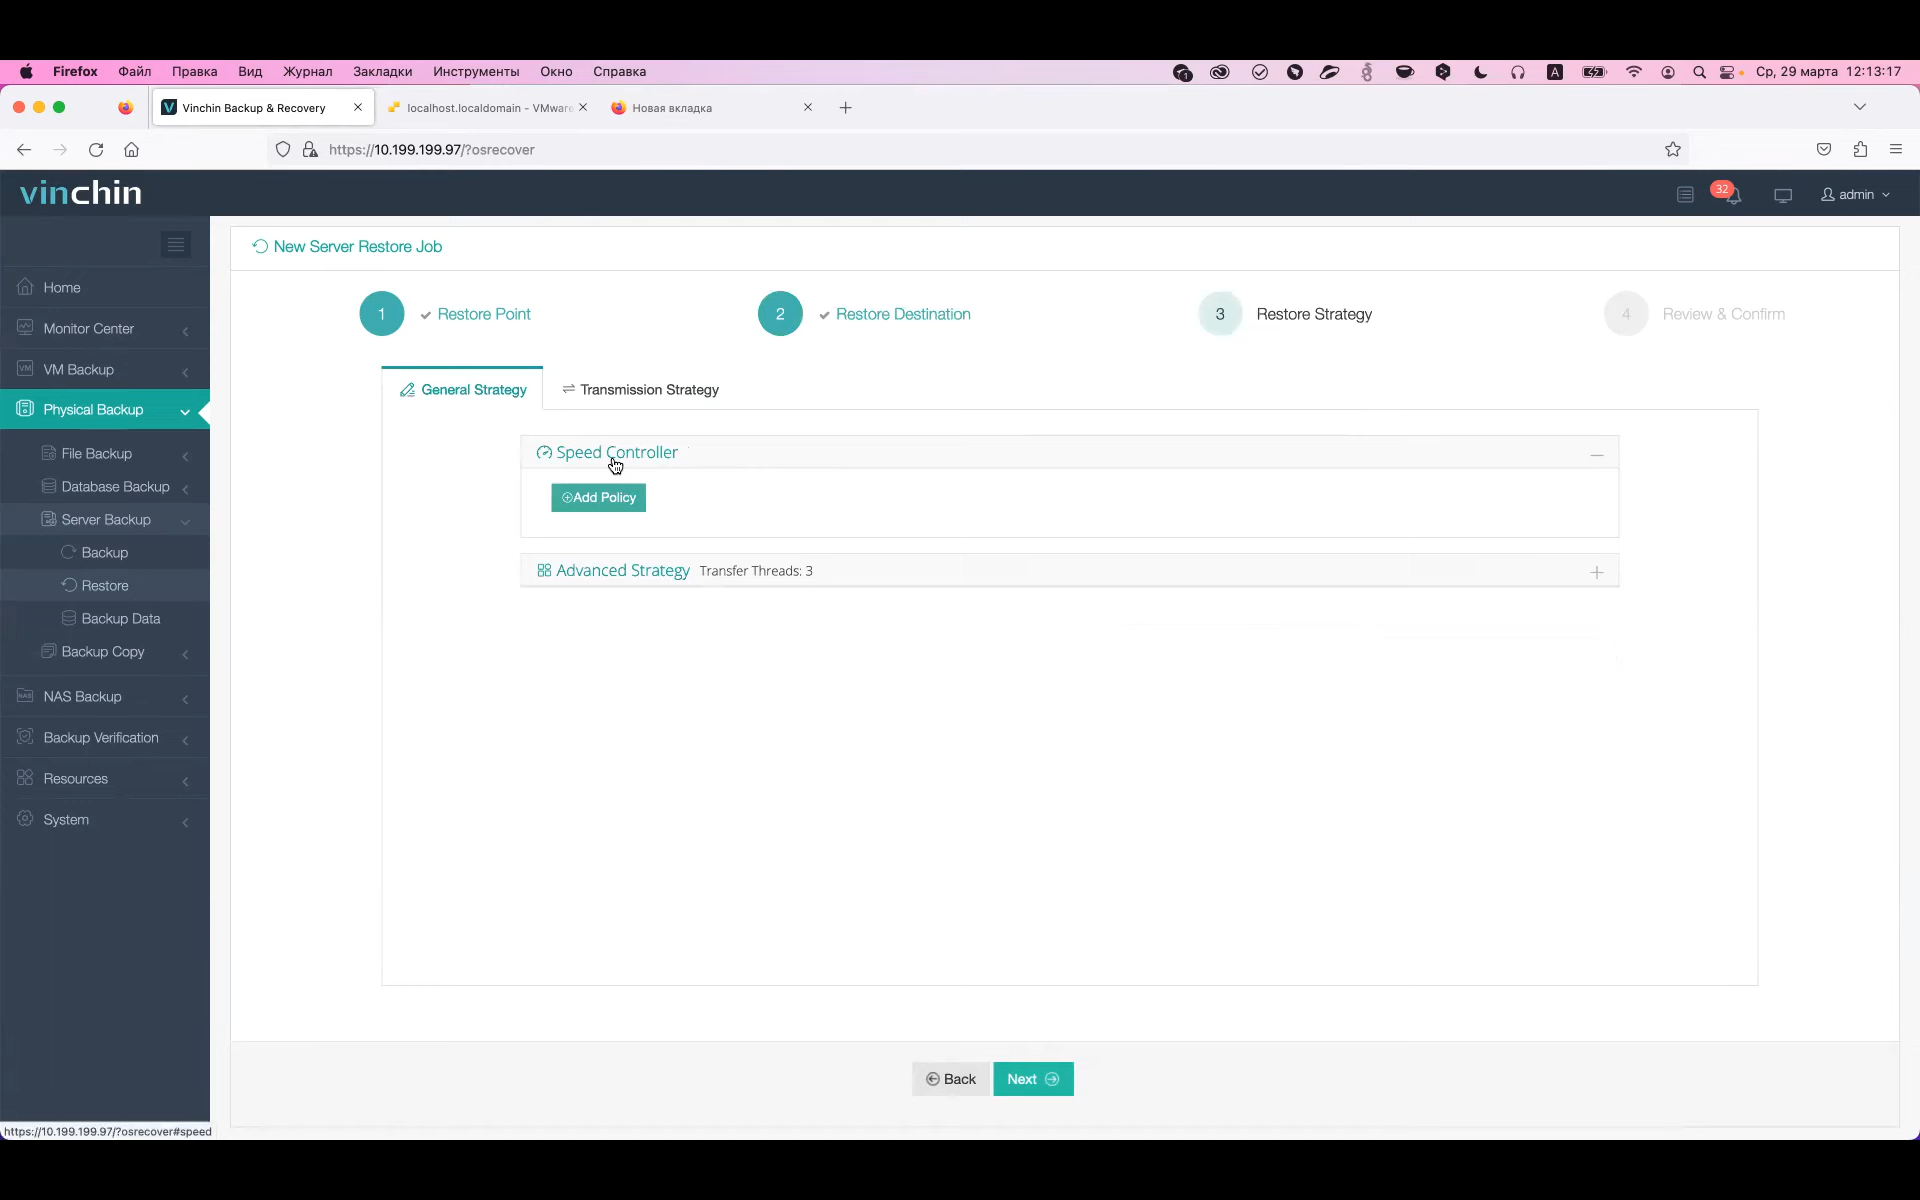 Firefox Файл Правка Вид Журнал Закладки Инструменты Окно Справка
1 A Ср, 29 марта 12:13:17
V Vinchin Backup & Recovery
localhost.localdomain - VMware
Новая вкладка
https://10.199.199.97/?osrecover
vinchin
32
admin
Home
Monitor Center
VM VM Backup
Physical Backup
File Backup
Database Backup
Server Backup
Backup
Restore
Backup Data
Backup Copy
NAS NAS Backup
Backup Verification
Resources
System
New Server Restore Job
1 Restore Point
2 Restore Destination
3 Restore Strategy
4 Review & Confirm
General Strategy
Transmission Strategy
Speed Controller
Add Policy
Advanced Strategy Transfer Threads: 3
Back
Next
https://10.199.199.97/?osrecover#speed